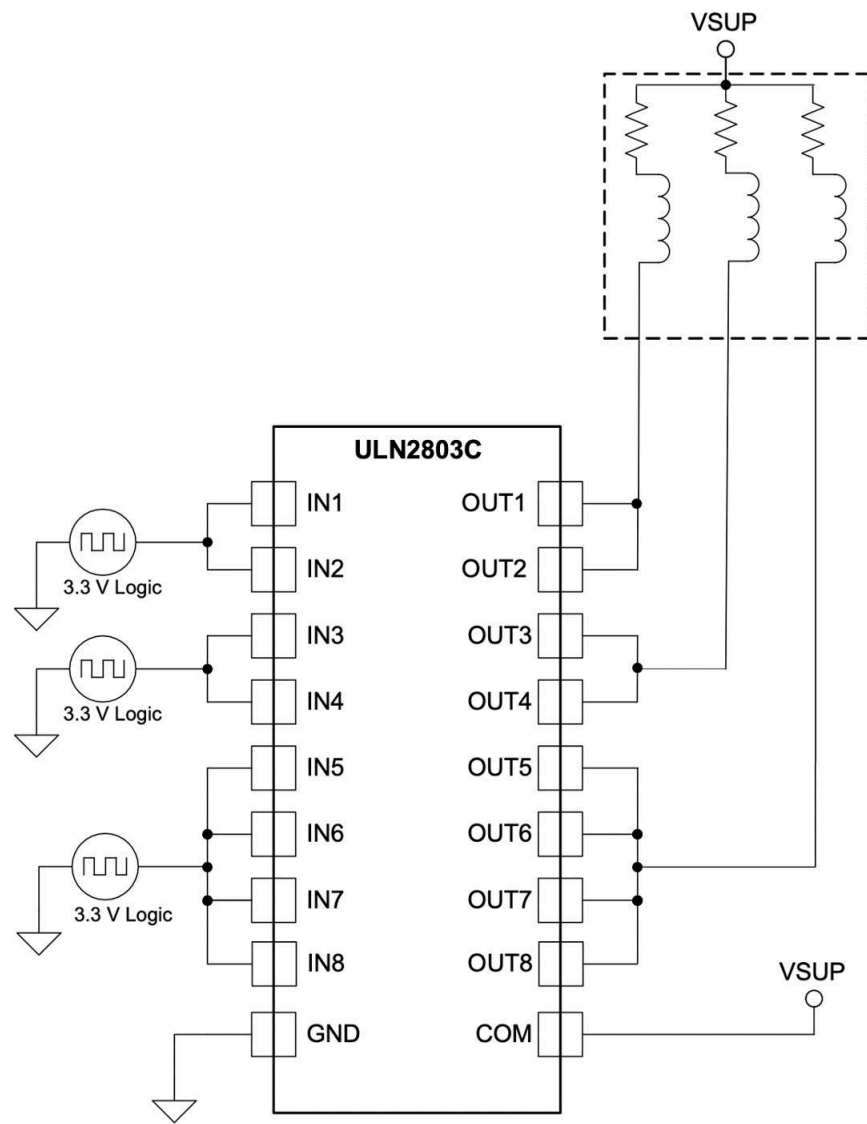 VSUP
ULN2803C
IN1 OUT1
IN2 OUT2
3.3 V Logic
IN3 OUT3
IN4 OUT4
3.3 V Logic
IN5 OUT5
IN6 OUT6
IN7 OUT7
3.3 V Logic
IN8 OUT8
VSUP
GND COM